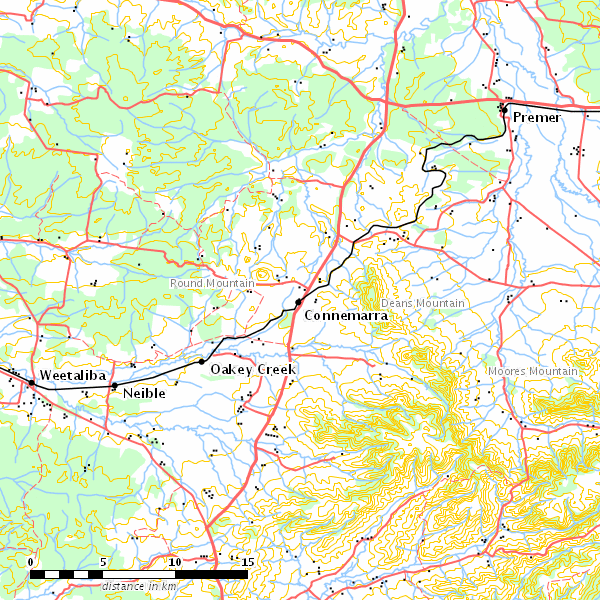 Premer
Round Mountain
Deans Mountain
Connemarra
Oakey Creek
Moores Mountain
Weetaliba
Neible
0 5 10 15
distance in km